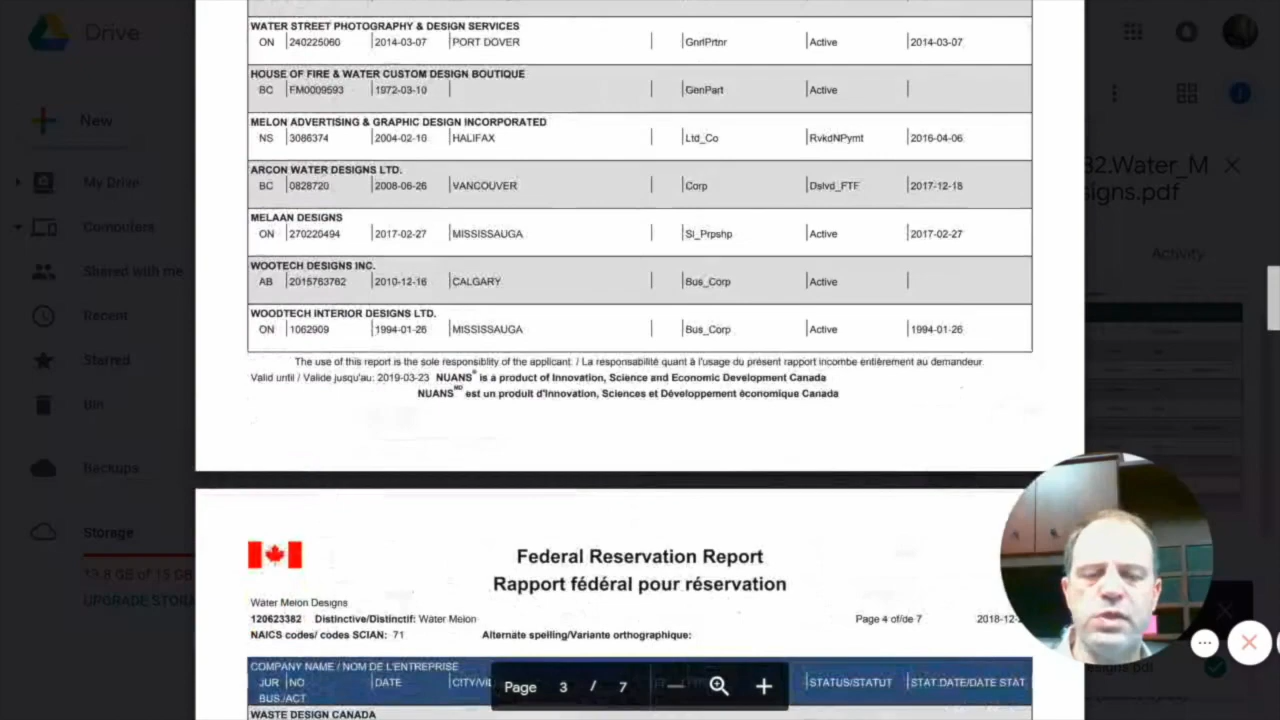 Drive
New
My Drive
Computers
Shared with me
Recent
Starred
Bin
Backups
Storage
UPGRADE
WATER STREET PHOTOGRAPHY & DESIGN SERVICES
ON 240225060 2014-03-07 PORT DOVER GnrlPrtnr Active 2014-03-07
HOUSE OF FIRE & WATER CUSTOM DESIGN BOUTIQUE
BC FM0009593 1972-03-10 GenPart Active
MELON ADVERTISING & GRAPHIC DESIGN INCORPORATED
NS 3086374 2004-02-10 HALIFAX Ltd_Co RvkdNPymt 2016-04-06
ARCON WATER DESIGNS LTD.
BC 0828720 2008-06-26 VANCOUVER Corp Dslvd_FTF 2017-12-18
MELAAN DESIGNS
ON 270220494 2017-02-27 MISSISSAUGA Sl_Prpshp Active 2017-02-27
WOOTECH DESIGNS INC.
AB 2015763762 2010-12-16 CALGARY Bus_Corp Active
WOODTECH INTERIOR DESIGNS LTD.
ON 1062909 1994-01-26 MISSISSAUGA Bus_Corp Active 1994-01-26
The use of this report is the sole responsiblity of the applicant. / La responsabilité quant à l'usage du présent rapport incombe entièrement au demandeur.
Valid until / Valide jusqu'au: 2019-03-23 NUANS® is a product of Innovation, Science and Economic Development Canada
NUANS MD est un produit d'Innovation, Sciences et Développement économique Canada
Federal Reservation Report
Rapport fédéral pour réservation
Water Melon Designs
120623382 Distinctive/Distinctif: Water Melon Page 4 of/de 7 2018-12-
NAICS codes/ codes SCIAN: 71 Alternate spelling/Variante orthographique:
COMPANY NAME / NOM DE L'ENTREPRISE
JUR NO DATE STATUS/STATUT STAT.DATE/DATE STAT.
BUS./ACT
WASTE DESIGN CANADA
Page 3 / 7
82.Water_M
signs.pdf
Activity